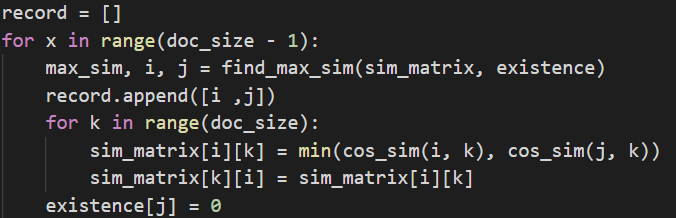 record = []
for x in range(doc_size - 1):
    max_sim, i, j = find_max_sim(sim_matrix, existence)
    record.append([i ,j])
    for k in range(doc_size):
        sim_matrix[i][k] = min(cos_sim(i, k), cos_sim(j, k))
        sim_matrix[k][i] = sim_matrix[i][k]
    existence[j] = 0